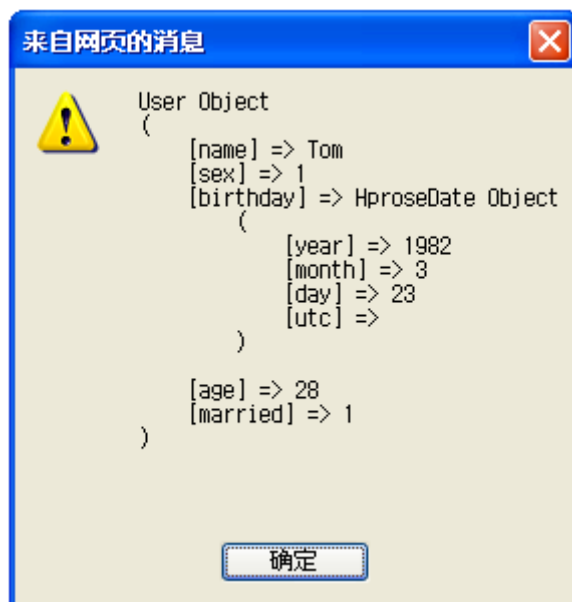 来自网页的消息
User Object
(
    [name] => Tom
    [sex] => 1
    [birthday] => HproseDate Object
        (
            [year] => 1982
            [month] => 3
            [day] => 23
            [utc] =>
        )

    [age] => 28
    [married] => 1
)
确定